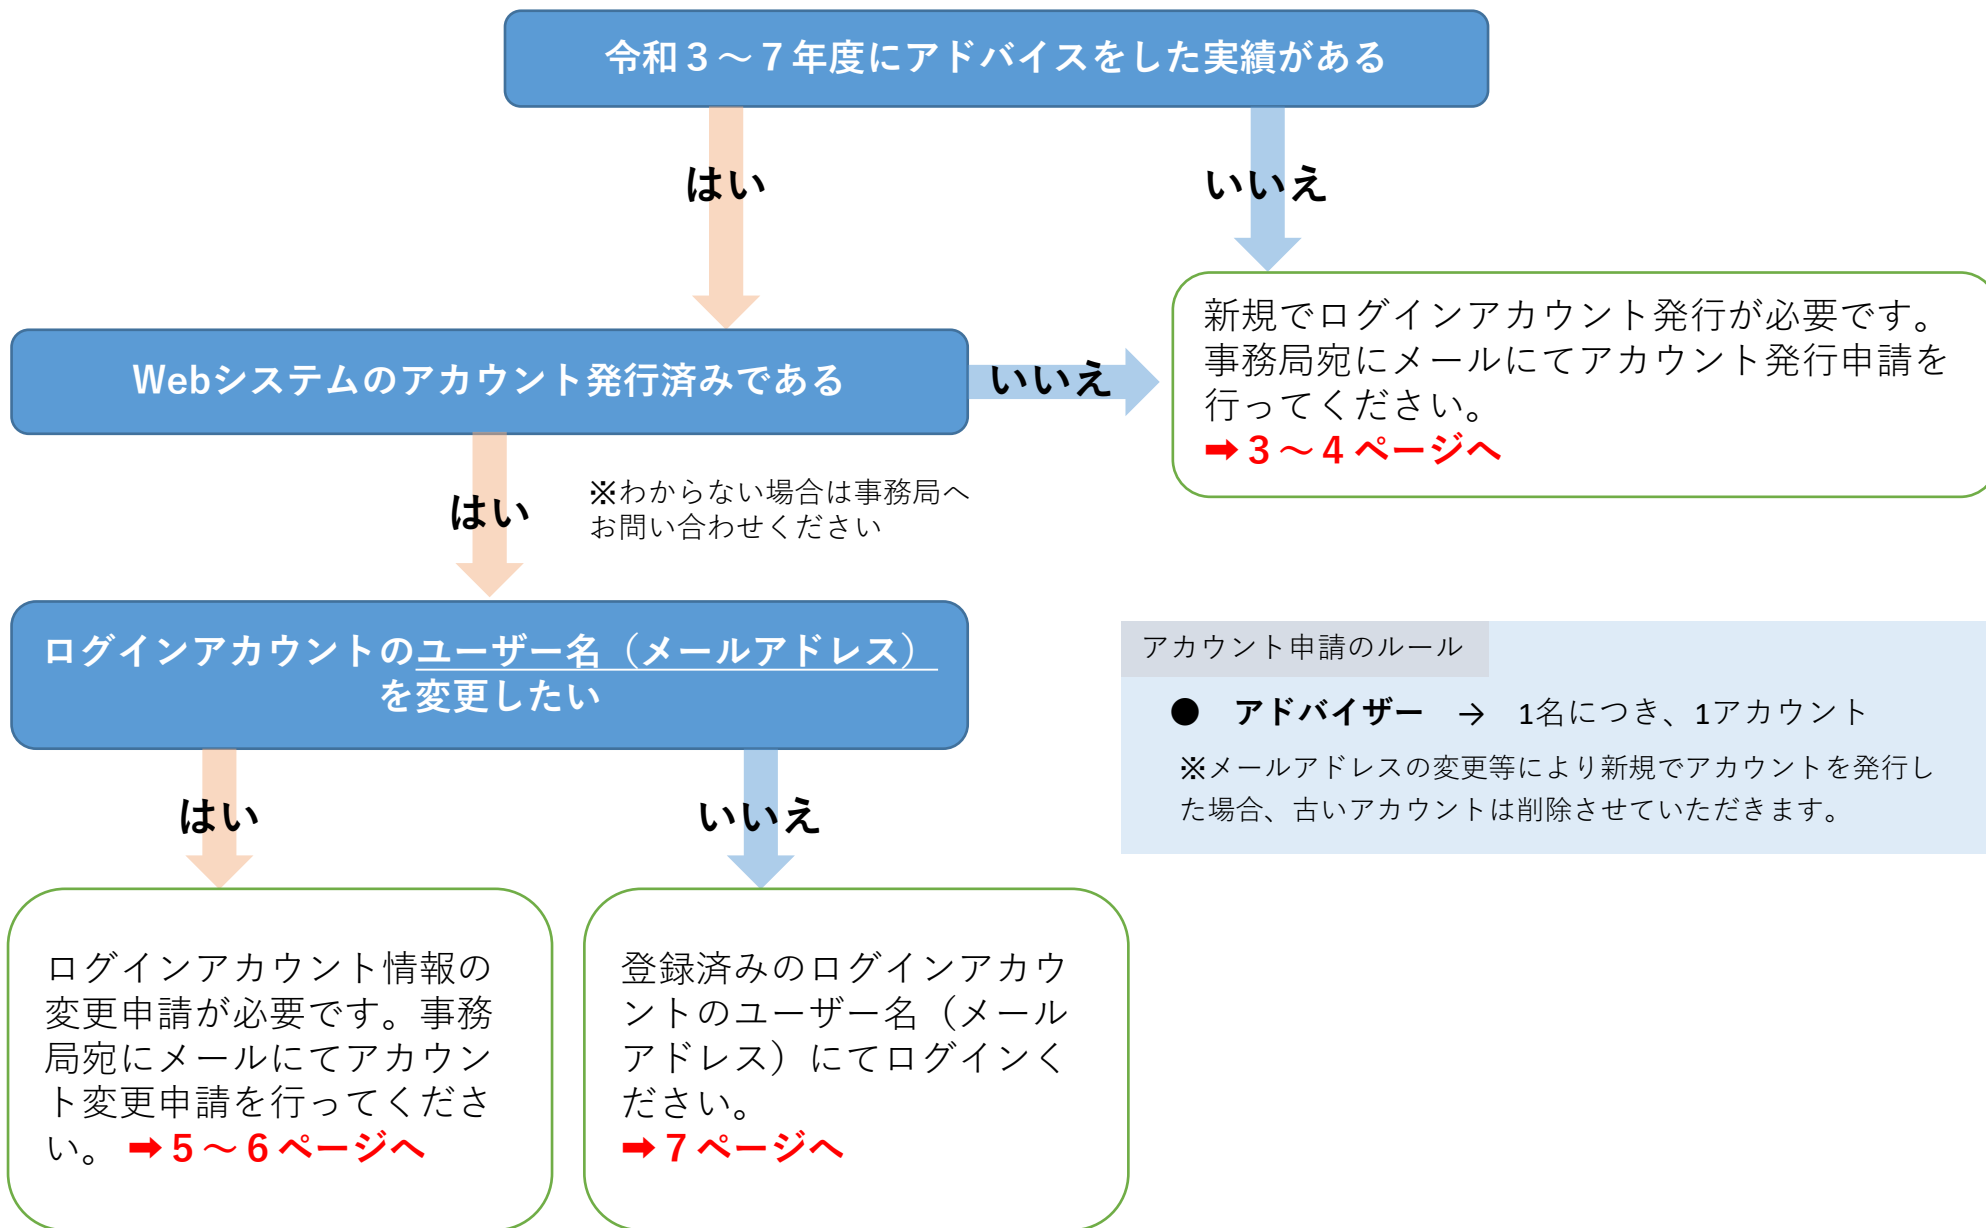 令和３～７年度にアドバイスをした実績がある
はい
いいえ
Webシステムのアカウント発行済みである
いいえ
新規でログインアカウント発行が必要です。
事務局宛にメールにてアカウント発行申請を
行ってください。
➡３～４ページへ
はい
※わからない場合は事務局へ
お問い合わせください
ログインアカウントのユーザー名（メールアドレス）
を変更したい
アカウント申請のルール
● アドバイザー → 1名につき、1アカウント
※メールアドレスの変更等により新規でアカウントを発行し
た場合、古いアカウントは削除させていただきます。
はい
いいえ
ログインアカウント情報の
変更申請が必要です。事務
局宛にメールにてアカウン
ト変更申請を行ってくださ
い。➡５～６ページへ
登録済みのログインアカウ
ントのユーザー名（メール
アドレス）にてログインく
ださい。
➡７ページへ